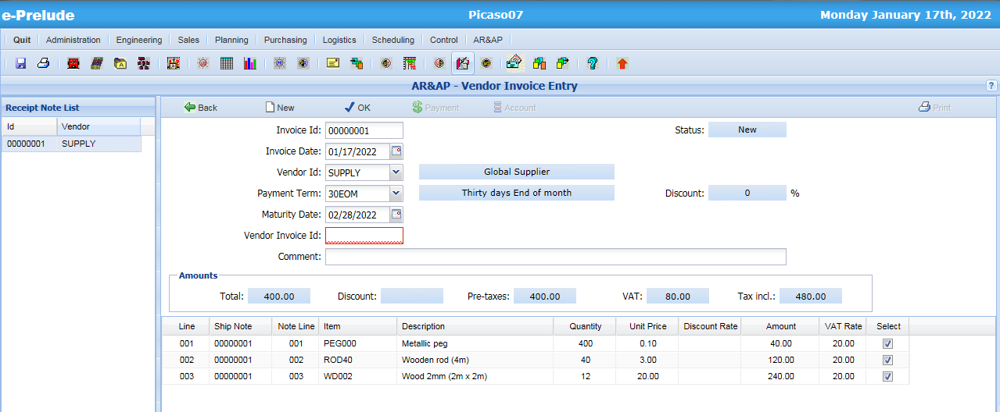 e-Prelude Picaso07 Monday January 17th, 2022
Quit Administration Engineering Sales Planning Purchasing Logistics Scheduling Control AR&AP
AR&AP - Vendor Invoice Entry ?
Receipt Note List
Id Vendor
00000001 SUPPLY
Back New OK Payment Account Print
Invoice Id: 00000001 Status: New
Invoice Date: 01/17/2022
Vendor Id: SUPPLY Global Supplier
Payment Term: 30EOM Thirty days End of month Discount: 0 %
Maturity Date: 02/28/2022
Vendor Invoice Id:
Comment:
Amounts
Total: 400.00 Discount: Pre-taxes: 400.00 VAT: 80.00 Tax incl.: 480.00
Line Ship Note Note Line Item Description Quantity Unit Price Discount Rate Amount VAT Rate Select
001 00000001 001 PEG000 Metallic peg 400 0.10 40.00 20.00
002 00000001 002 ROD40 Wooden rod (4m) 40 3.00 120.00 20.00
003 00000001 003 WD002 Wood 2mm (2m x 2m) 12 20.00 240.00 20.00